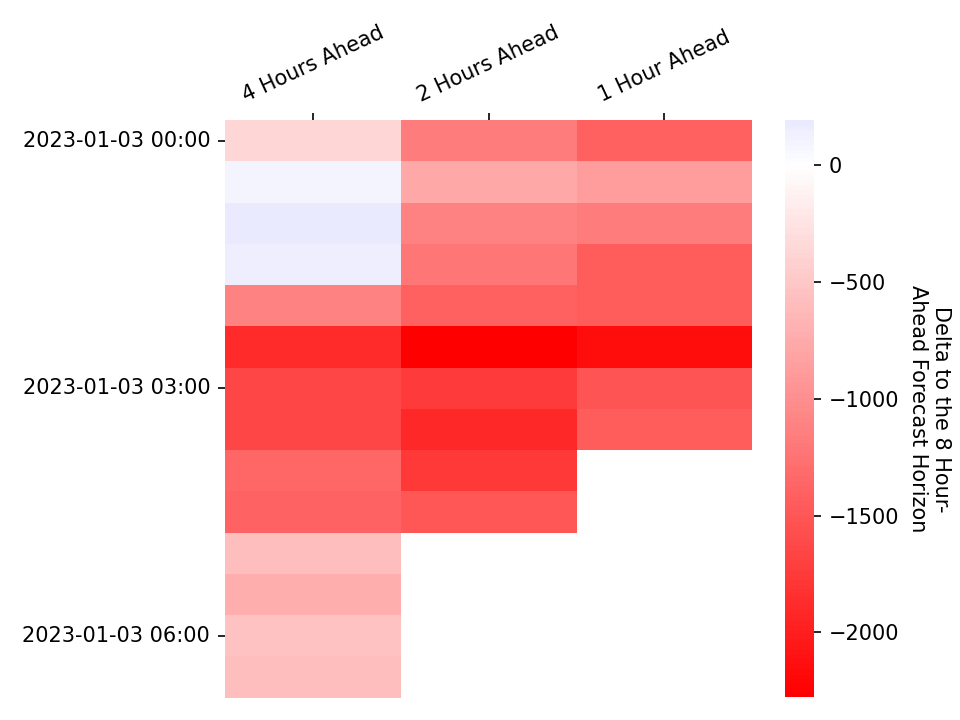 4 Hours Ahead
2 Hours Ahead
1 Hour Ahead
2023-01-03 00:00
2023-01-03 03:00
2023-01-03 06:00
0
−500
−1000
−1500
−2000
Delta to the 8 Hour-
Ahead Forecast Horizon